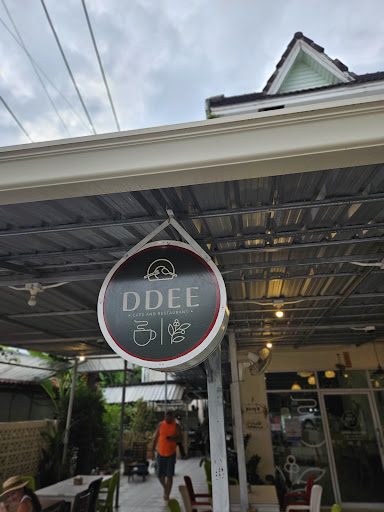 DDEE
• CAFE AND RESTAURANT •